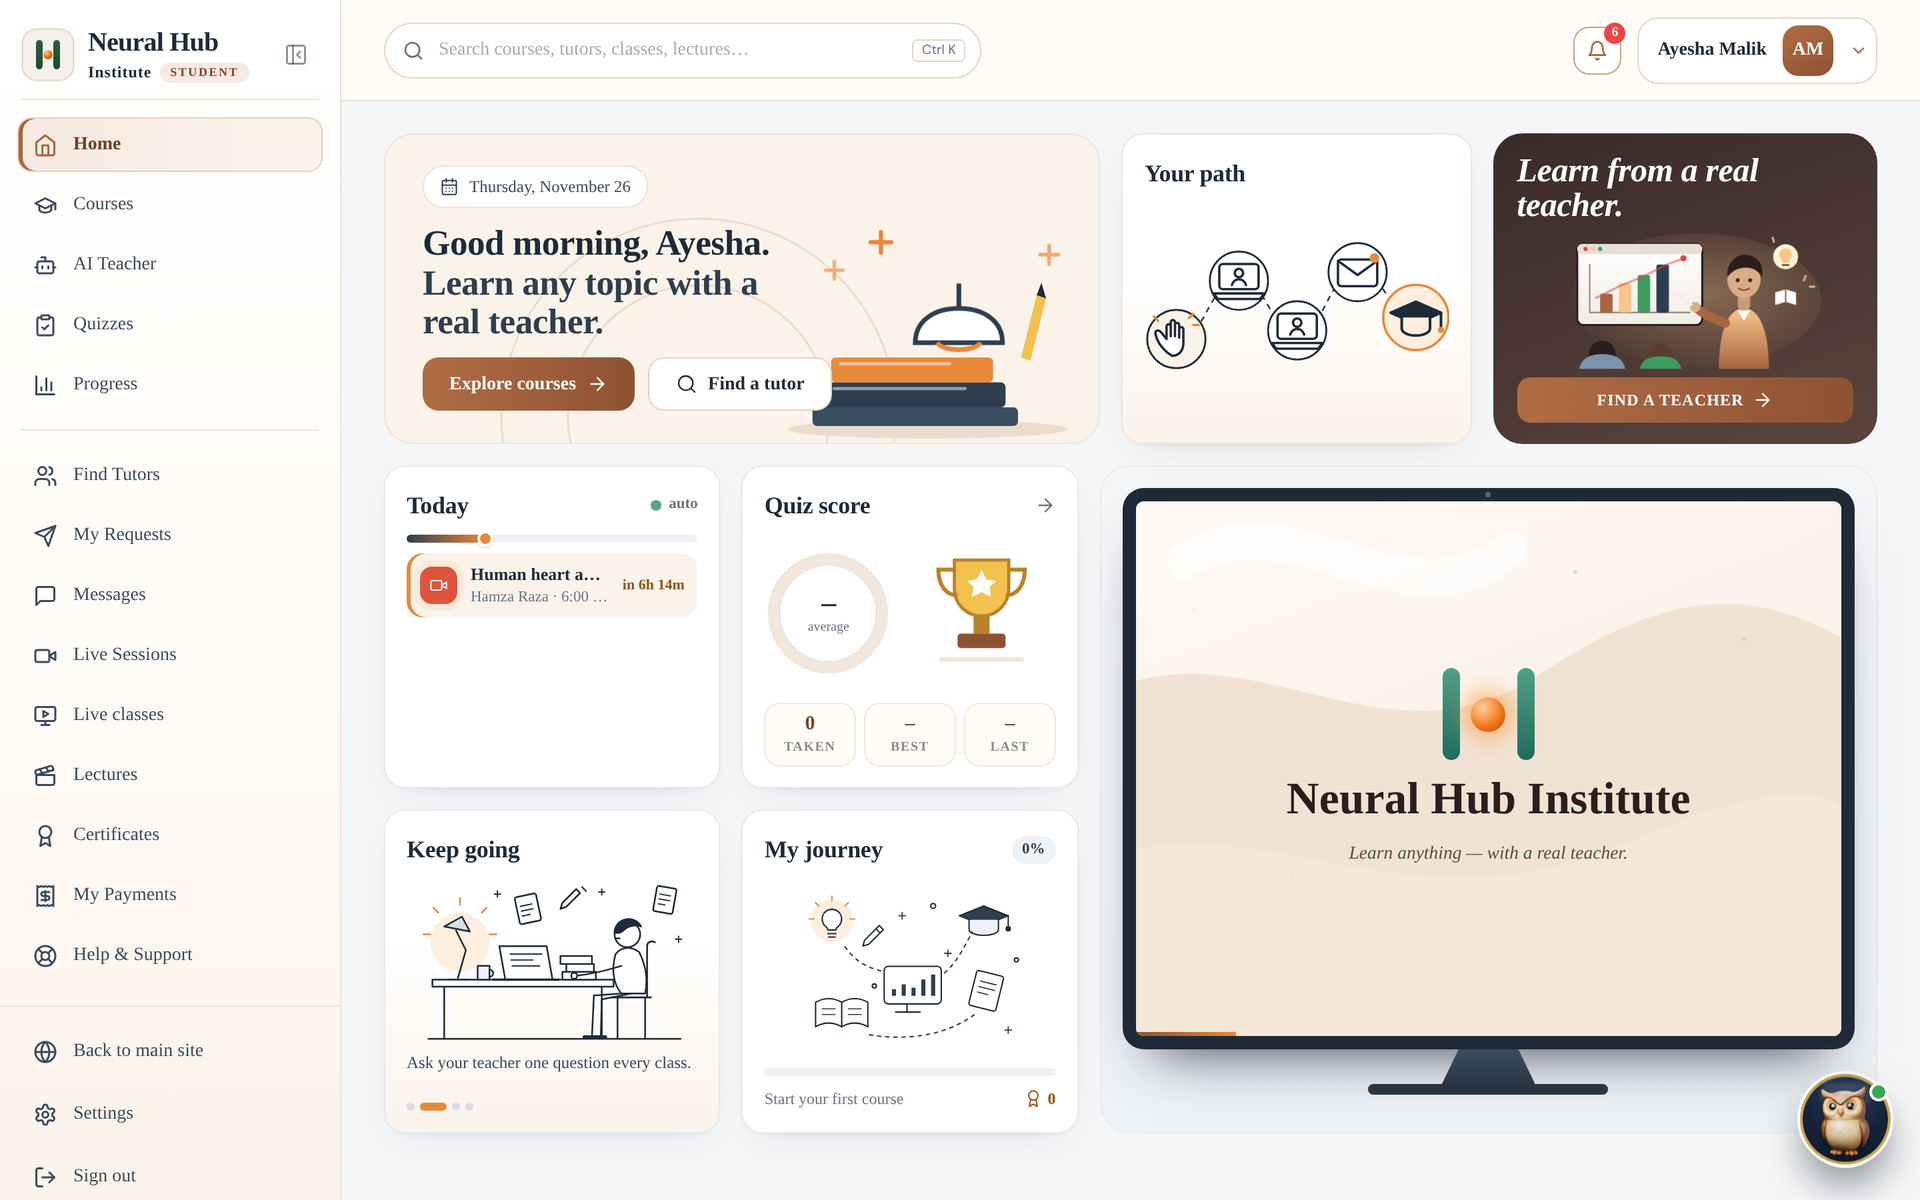 Neural Hub
Institute STUDENT
Home
Courses
AI Teacher
Quizzes
Progress
Find Tutors
My Requests
Messages
Live Sessions
Live classes
Lectures
Certificates
My Payments
Help & Support
Back to main site
Settings
Sign out
Search courses, tutors, classes, lectures…
Ctrl K
6
Ayesha Malik
AM
Thursday, November 26
Good morning, Ayesha.
Learn any topic with a
real teacher.
Explore courses
Find a tutor
Your path
Learn from a real
teacher.
FIND A TEACHER
Today
auto
Human heart a…
Hamza Raza · 6:00 …
in 6h 14m
Quiz score
–
average
0
TAKEN
–
BEST
–
LAST
Keep going
Ask your teacher one question every class.
My journey
0%
Start your first course
0
Neural Hub Institute
Learn anything — with a real teacher.